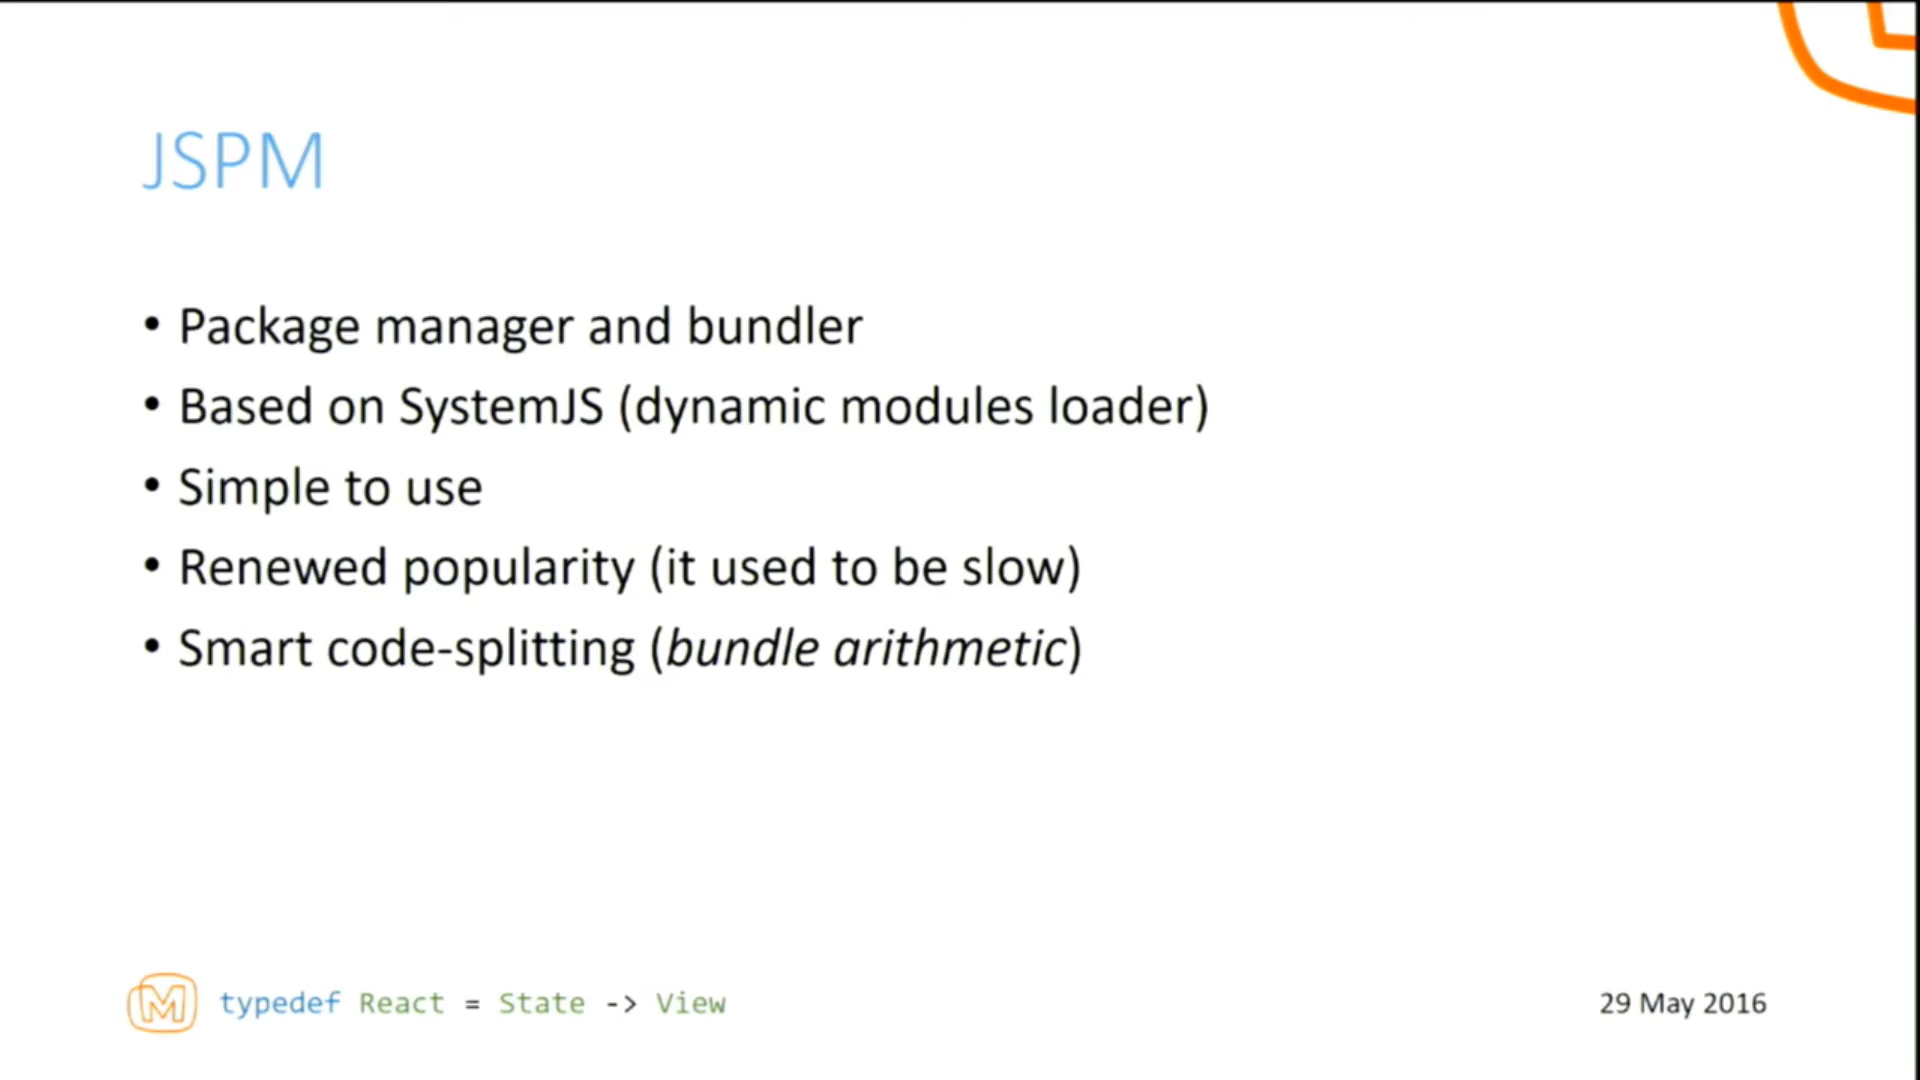 JSPM
• Package manager and bundler
• Based on SystemJS (dynamic modules loader)
• Simple to use
• Renewed popularity (it used to be slow)
• Smart code-splitting (bundle arithmetic)
M typedef React = State -> View
29 May 2016